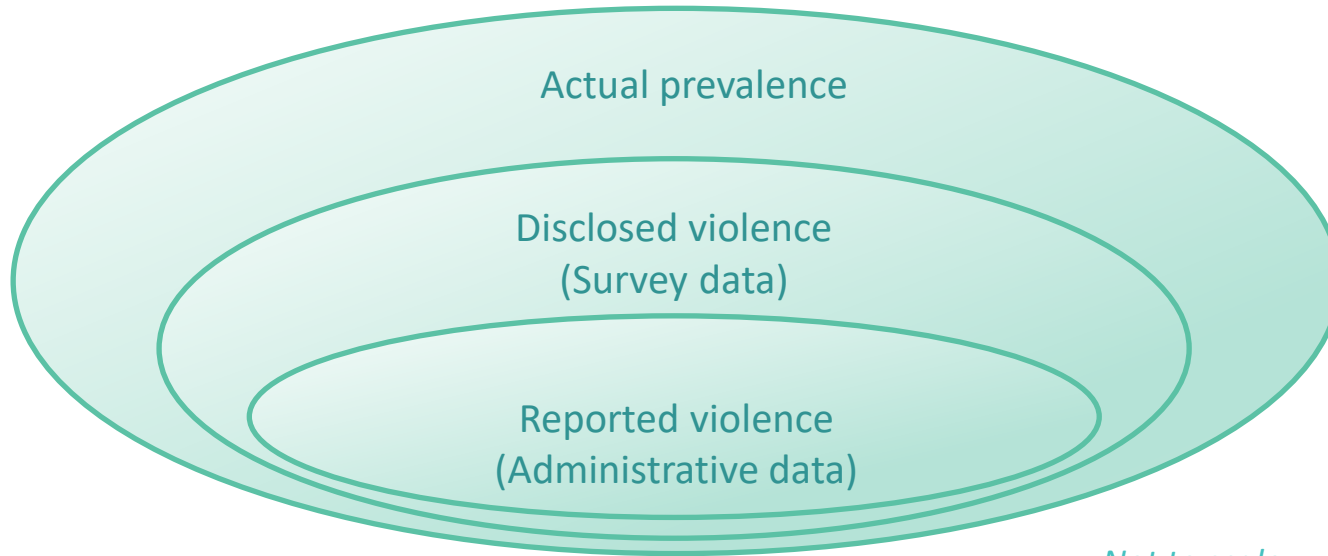 Actual prevalence
Disclosed violence
(Survey data)
Reported violence
(Administrative data)